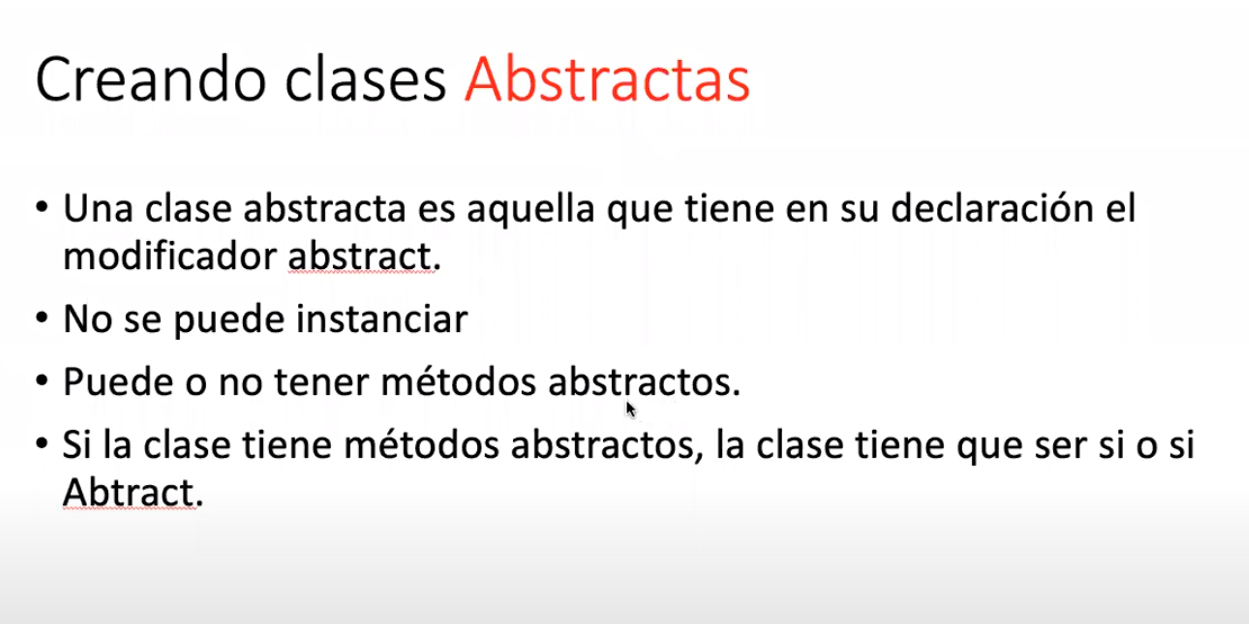 Creando clases Abstractas
• Una clase abstracta es aquella que tiene en su declaración el
modificador abstract.
• No se puede instanciar
• Puede o no tener métodos abstractos.
• Si la clase tiene métodos abstractos, la clase tiene que ser si o si
Abtract.